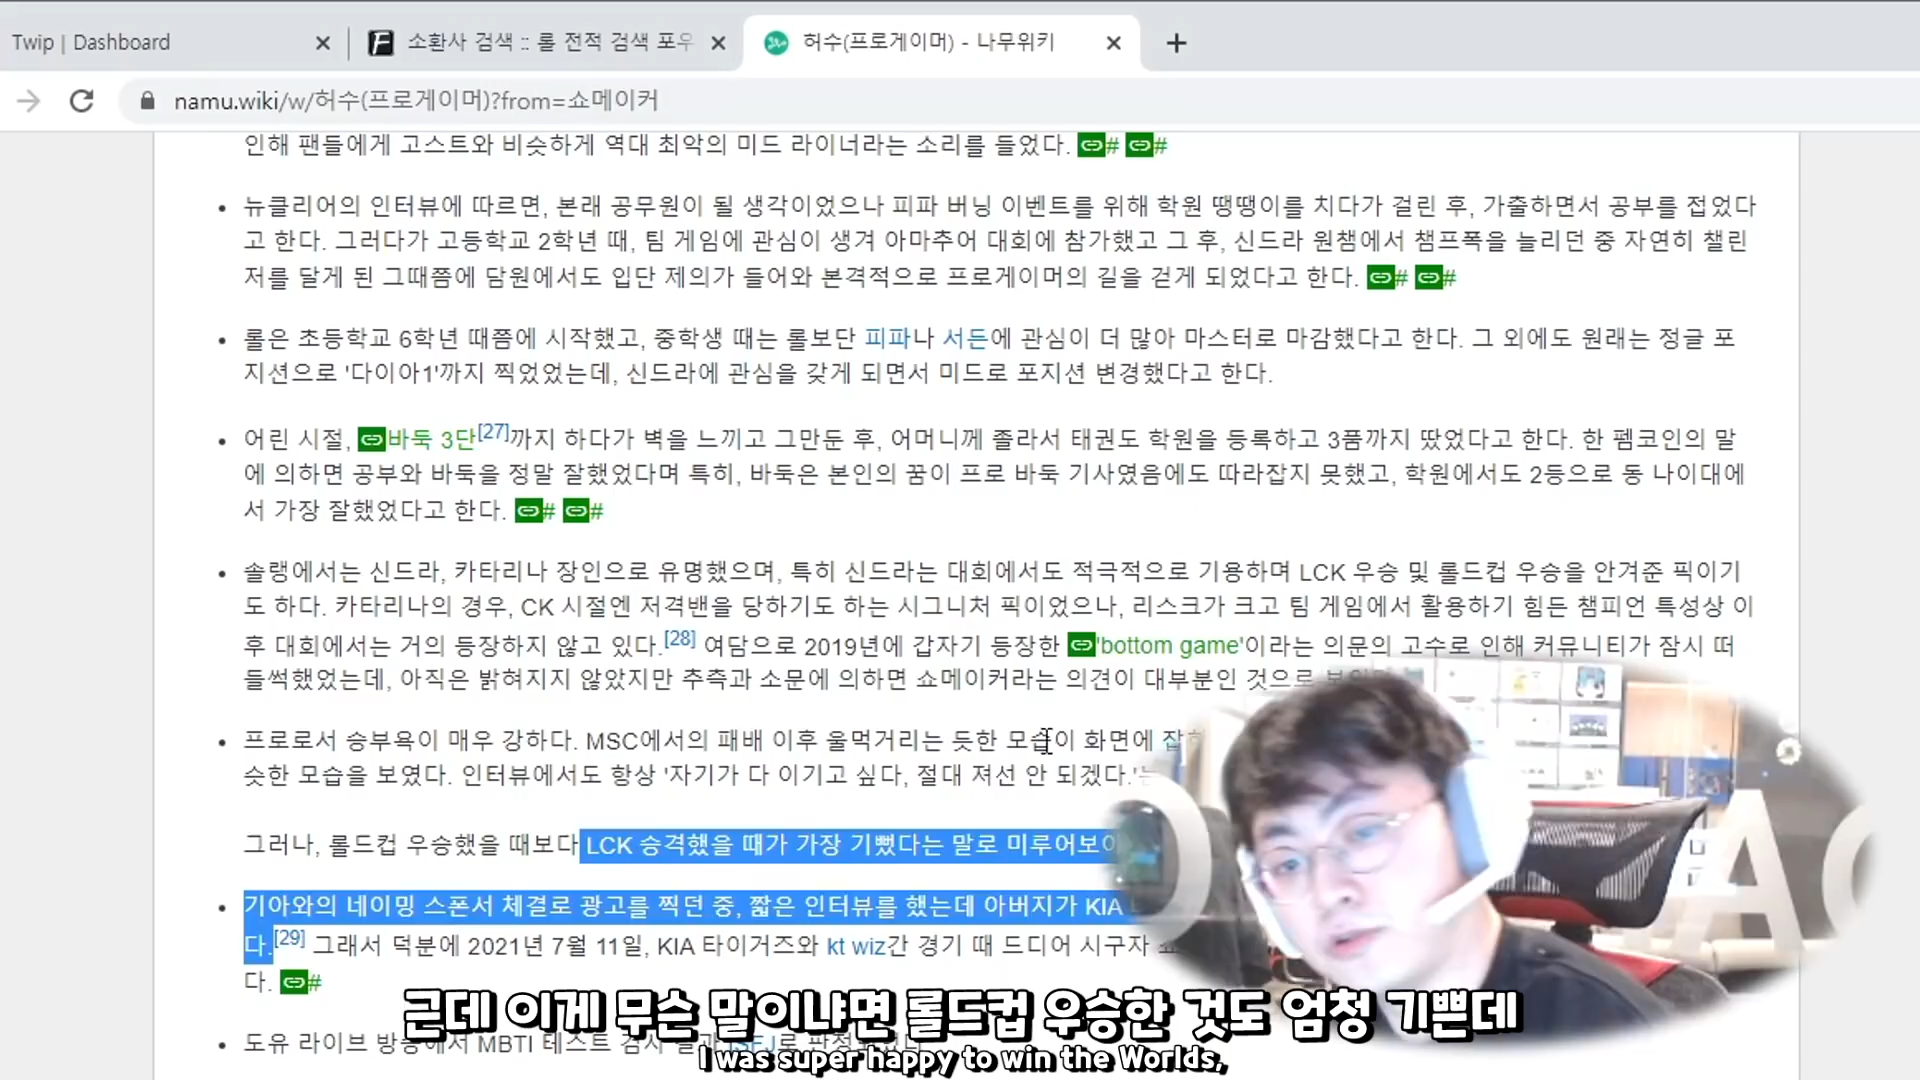 Twip | Dashboard
소환사 검색 :: 롤 전적 검색 포우
허수(프로게이머) - 나무위키
namu.wiki/w/허수(프로게이머)?from=쇼메이커
인해 팬들에게 고스트와 비슷하게 역대 최악의 미드 라이너라는 소리를 들었다. # #
• 뉴클리어의 인터뷰에 따르면, 본래 공무원이 될 생각이었으나 피파 버닝 이벤트를 위해 학원 땡땡이를 치다가 걸린 후, 가출하면서 공부를 접었다
고 한다. 그러다가 고등학교 2학년 때, 팀 게임에 관심이 생겨 아마추어 대회에 참가했고 그 후, 신드라 원챔에서 챔프폭을 늘리던 중 자연히 챌린
저를 달게 된 그때쯤에 담원에서도 입단 제의가 들어와 본격적으로 프로게이머의 길을 걷게 되었다고 한다. # #
• 롤은 초등학교 6학년 때쯤에 시작했고, 중학생 때는 롤보단 피파나 서든에 관심이 더 많아 마스터로 마감했다고 한다. 그 외에도 원래는 정글 포
지션으로 '다이아1'까지 찍었었는데, 신드라에 관심을 갖게 되면서 미드로 포지션 변경했다고 한다.
• 어린 시절, 바둑 3단[27]까지 하다가 벽을 느끼고 그만둔 후, 어머니께 졸라서 태권도 학원을 등록하고 3품까지 땄었다고 한다. 한 펨코인의 말
에 의하면 공부와 바둑을 정말 잘했었다며 특히, 바둑은 본인의 꿈이 프로 바둑 기사였음에도 따라잡지 못했고, 학원에서도 2등으로 동 나이대에
서 가장 잘했었다고 한다. # #
• 솔랭에서는 신드라, 카타리나 장인으로 유명했으며, 특히 신드라는 대회에서도 적극적으로 기용하며 LCK 우승 및 롤드컵 우승을 안겨준 픽이기
도 하다. 카타리나의 경우, CK 시절엔 저격밴을 당하기도 하는 시그니처 픽이었으나, 리스크가 크고 팀 게임에서 활용하기 힘든 챔피언 특성상 이
후 대회에서는 거의 등장하지 않고 있다.[28] 여담으로 2019년에 갑자기 등장한 'bottom game'이라는 의문의 고수로 인해 커뮤니티가 잠시 떠
들썩했었는데, 아직은 밝혀지지 않았지만 추측과 소문에 의하면 쇼메이커라는 의견이 대부분인 것으로
• 프로로서 승부욕이 매우 강하다. MSC에서의 패배 이후 울먹거리는 듯한 모습이 화면에
슷한 모습을 보였다. 인터뷰에서도 항상 '자기가 다 이기고 싶다, 절대 져선 안 되겠다.'
그러나, 롤드컵 우승했을 때보다 LCK 승격했을 때가 가장 기뻤다는 말로 미루어보아
• 기아와의 네이밍 스폰서 체결로 광고를 찍던 중, 짧은 인터뷰를 했는데 아버지가 KIA
다.[29] 그래서 덕분에 2021년 7월 11일, KIA 타이거즈와 kt wiz간 경기 때 드디어 시구자
다. #
• 도유 라이브 방송에서 MBTI 테스트 검사 결과 ISFJ로
근데 이게 무슨 말이냐면 롤드컵 우승한 것도 엄청 기쁜데
I was super happy to win the Worlds,